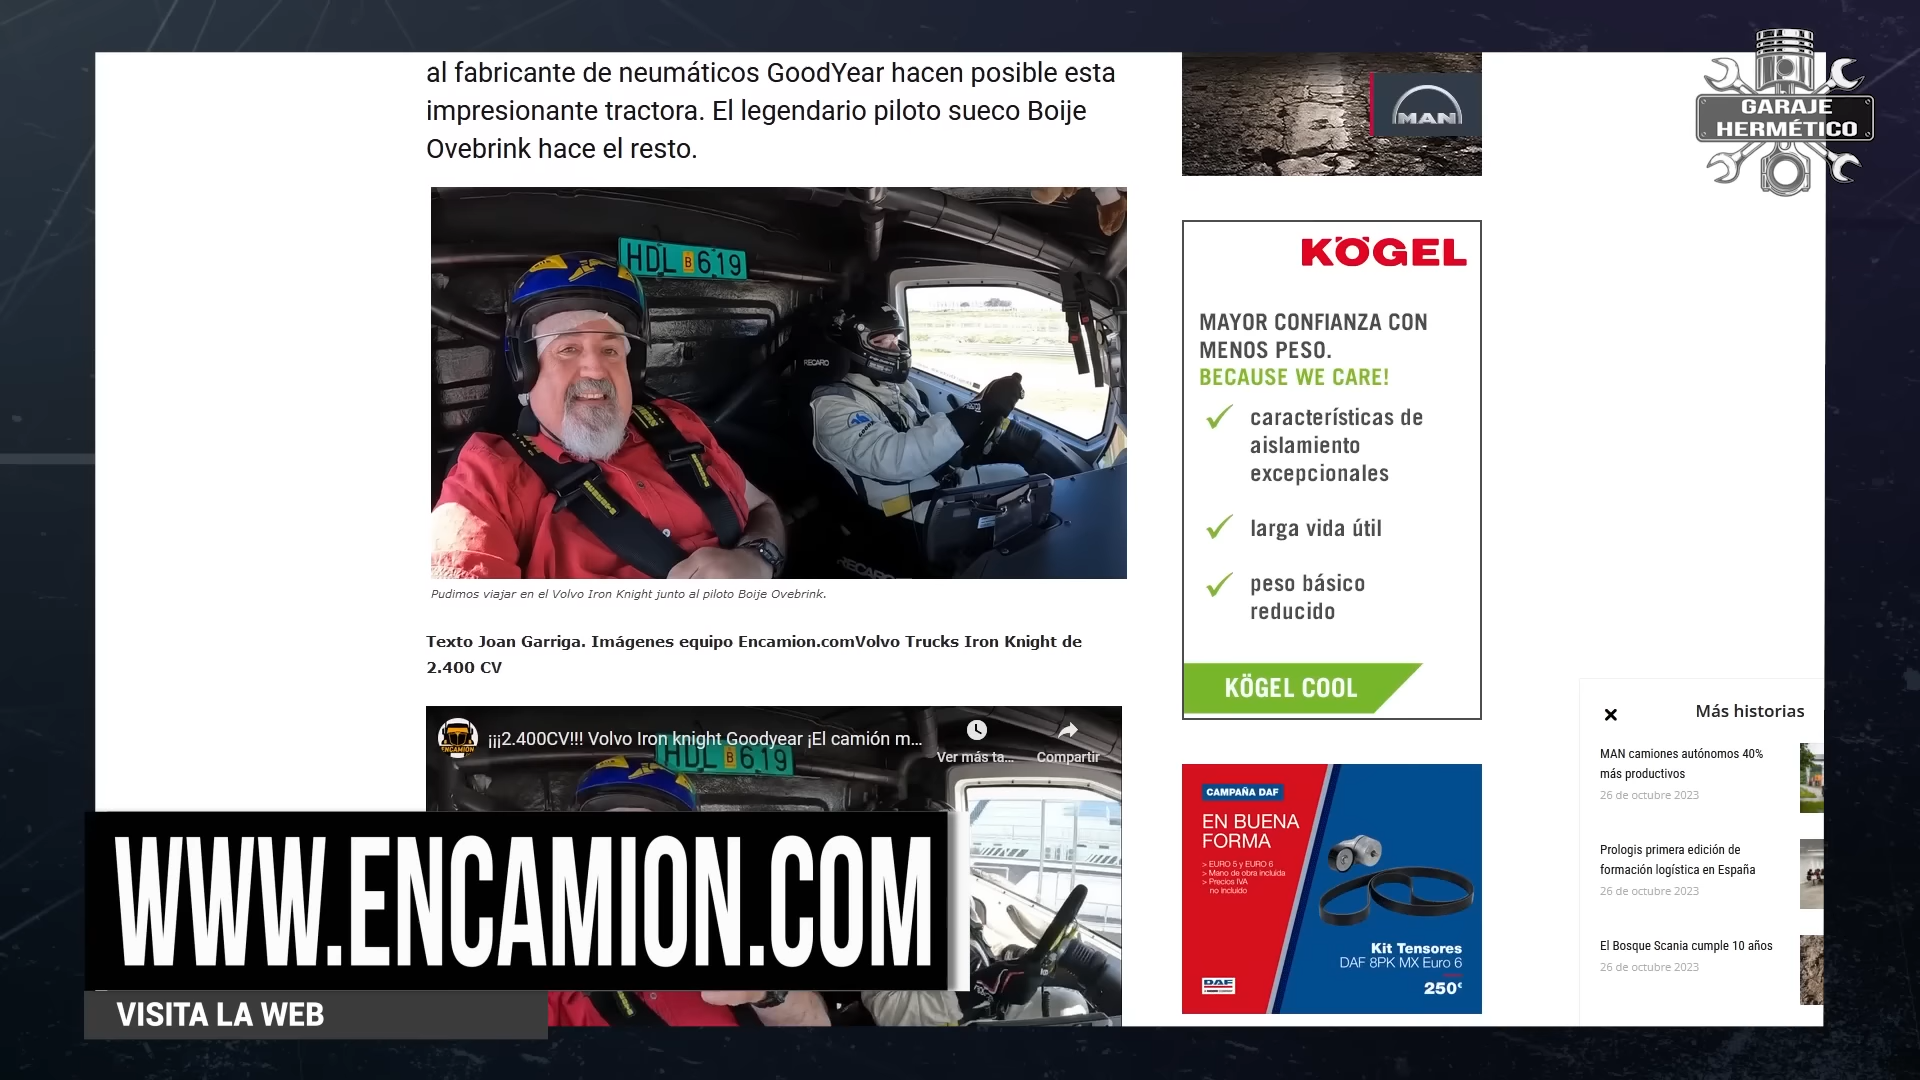 al fabricante de neumáticos GoodYear hacen posible esta
impresionante tractora. El legendario piloto sueco Boije
Ovebrink hace el resto.
MAN
GARAJE
HERMÉTICO
HDL B 619
RECARO
RECARO
Pudimos viajar en el Volvo Iron Knight junto al piloto Boije Ovebrink.
Texto Joan Garriga. Imágenes equipo Encamion.comVolvo Trucks Iron Knight de
2.400 CV
ENCAMION
¡¡¡2.400CV!!! Volvo Iron knight Goodyear ¡El camión m...
Ver más ta...
Compartir
HDL B 619
KÖGEL
MAYOR CONFIANZA CON
MENOS PESO.
BECAUSE WE CARE!
características de
aislamiento
excepcionales
larga vida útil
peso básico
reducido
KÖGEL COOL
CAMPAÑA DAF
EN BUENA
FORMA
> EURO 5 y EURO 6
> Mano de obra incluida
> Precios IVA
no incluido
Kit Tensores
DAF 8PK MX Euro 6
250€
DAF
Más historias
MAN camiones autónomos 40%
más productivos
26 de octubre 2023
Prologis primera edición de
formación logística en España
26 de octubre 2023
El Bosque Scania cumple 10 años
26 de octubre 2023
WWW.ENCAMION.COM
VISITA LA WEB